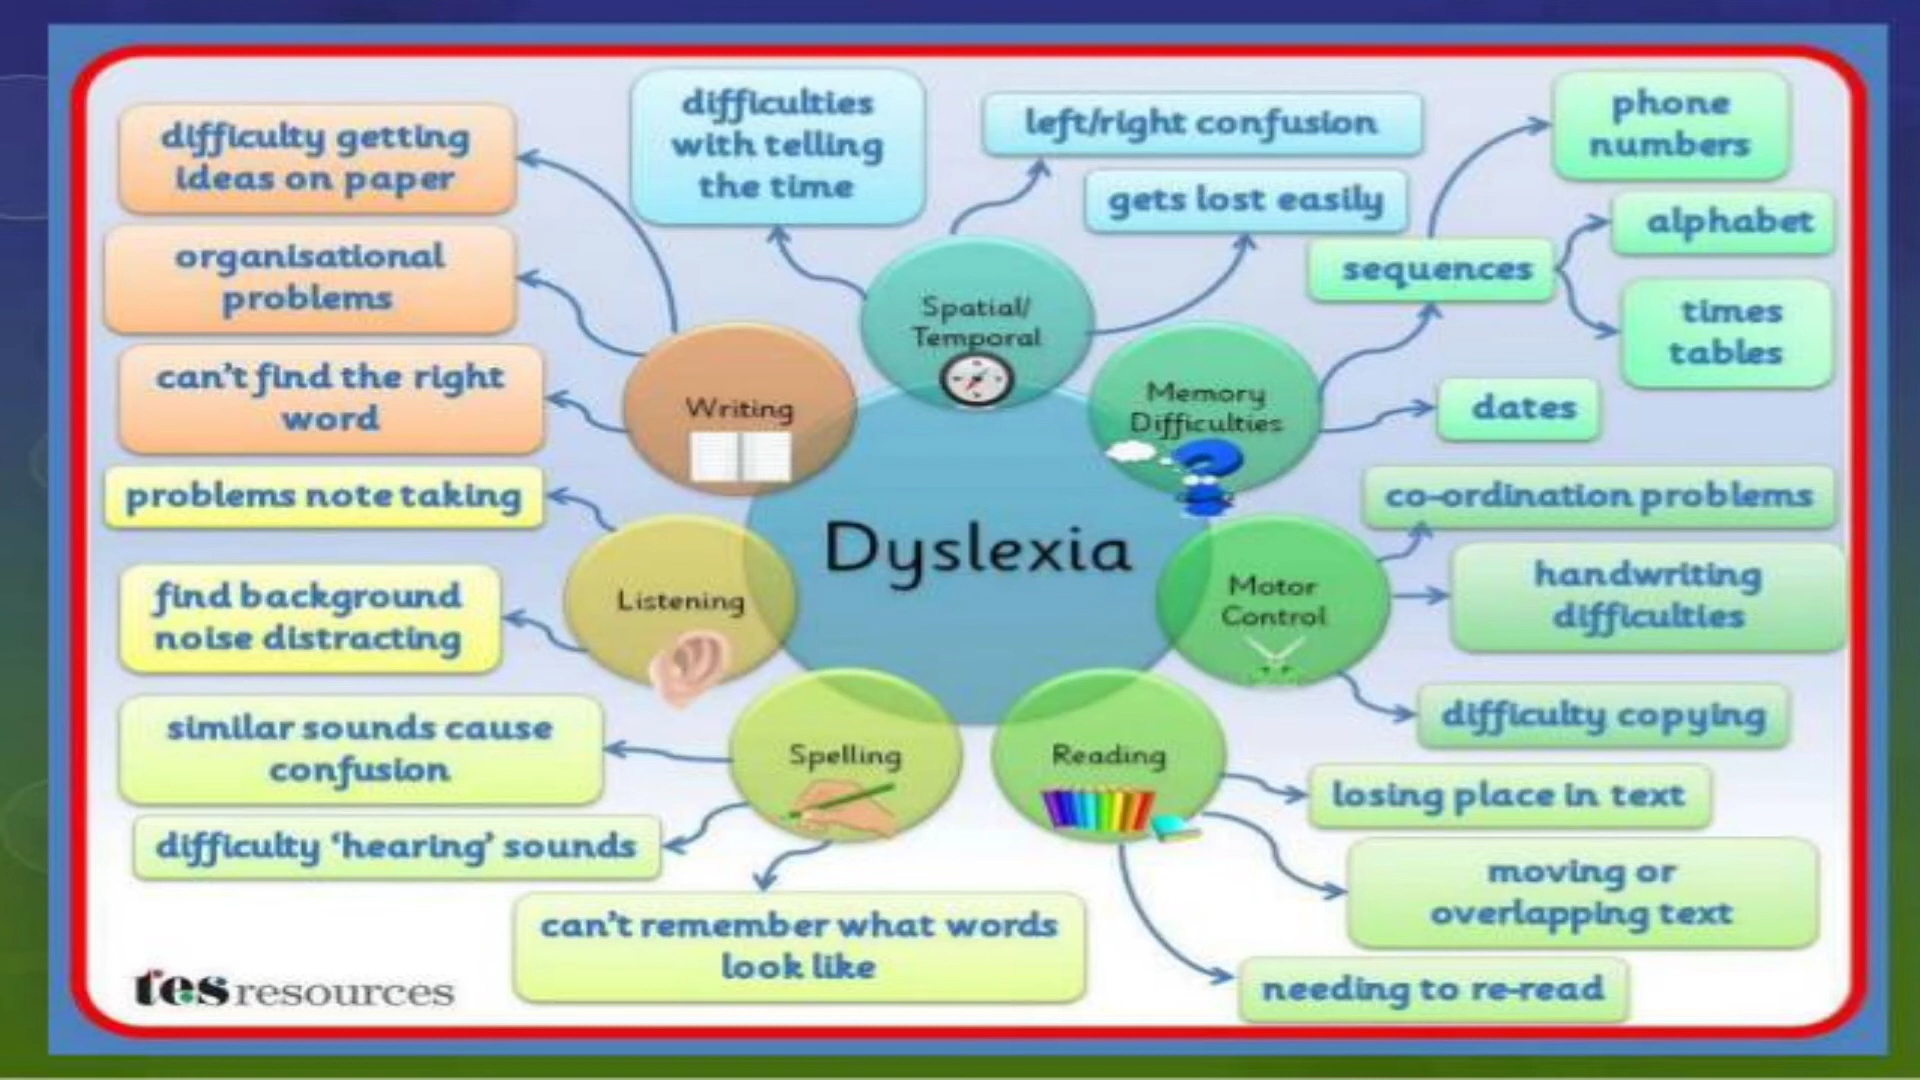 Dyslexia
Spatial/
Temporal
difficulties
with telling
the time
left/right confusion
gets lost easily
Memory
Difficulties
sequences
phone
numbers
alphabet
times
tables
dates
Motor
Control
co-ordination problems
handwriting
difficulties
difficulty copying
Reading
losing place in text
moving or
overlapping text
needing to re-read
Spelling
similar sounds cause
confusion
difficulty ‘hearing’ sounds
can’t remember what words
look like
Listening
problems note taking
find background
noise distracting
Writing
difficulty getting
ideas on paper
organisational
problems
can’t find the right
word
tes resources